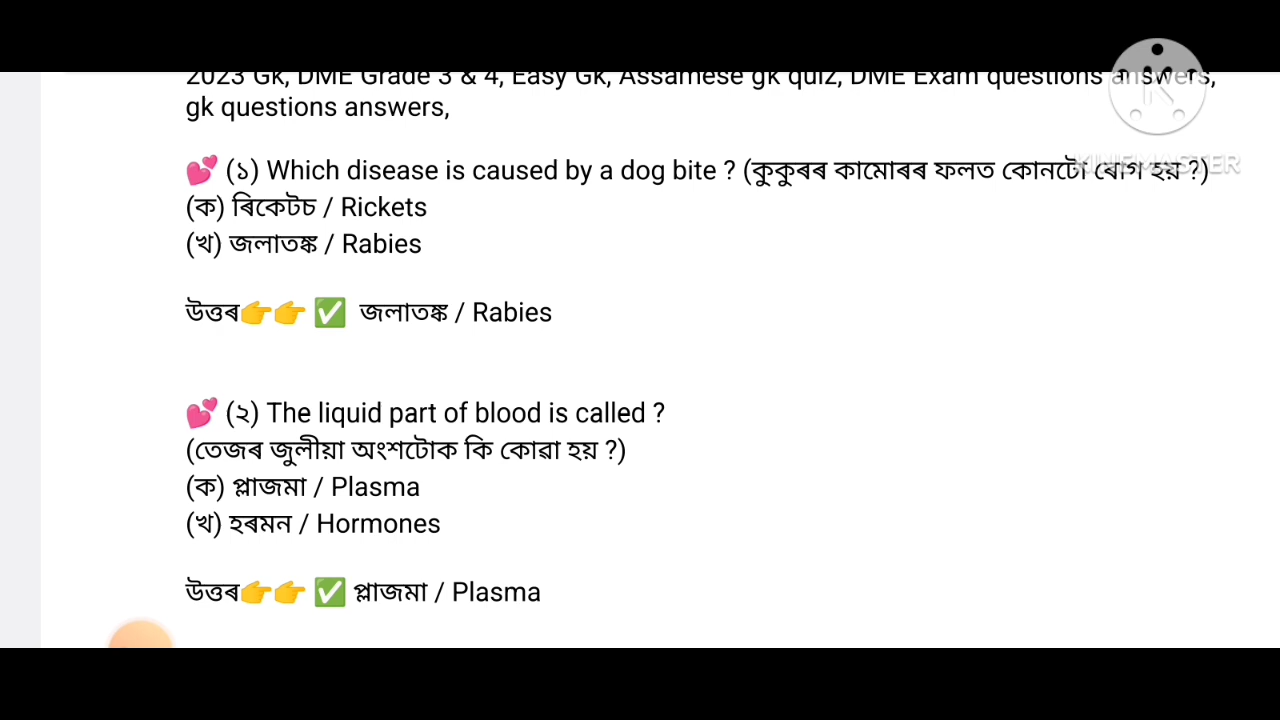 2023 Gk, DME Grade 3 & 4, Easy Gk, Assamese gk quiz, DME Exam questions answers,
gk questions answers,
💕 (১) Which disease is caused by a dog bite ? (কুকুৰৰ কামোৰৰ ফলত কোনটো ৰোগ হয় ?)
(ক) ৰিকেটচ / Rickets
(খ) জলাতঙ্ক / Rabies
উত্তৰ👉👉 ✅ জলাতঙ্ক / Rabies
💕 (২) The liquid part of blood is called ?
(তেজৰ জুলীয়া অংশটোক কি কোৱা হয় ?)
(ক) প্লাজমা / Plasma
(খ) হৰমন / Hormones
উত্তৰ👉👉 ✅ প্লাজমা / Plasma
KINEMASTER